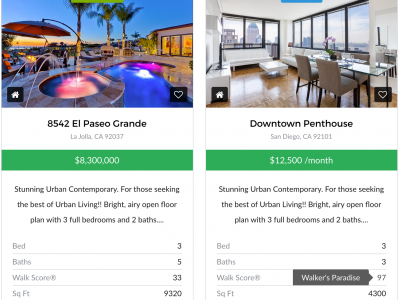 8542 El Paseo Grande
La Jolla, CA 92037
$8,300,000
Stunning Urban Contemporary. For those seeking
the best of Urban Living!! Bright, airy open floor
plan with 3 full bedrooms and 2 baths....
Bed 3
Baths 5
Walk Score® 33
Sq Ft 9320
Downtown Penthouse
San Diego, CA 92101
$12,500 /month
Stunning Urban Contemporary. For those seeking
the best of Urban Living!! Bright, airy open floor
plan with 3 full bedrooms and 2 baths....
Bed 3
Baths 5
Walk Score® Walker's Paradise 97
Sq Ft 4300